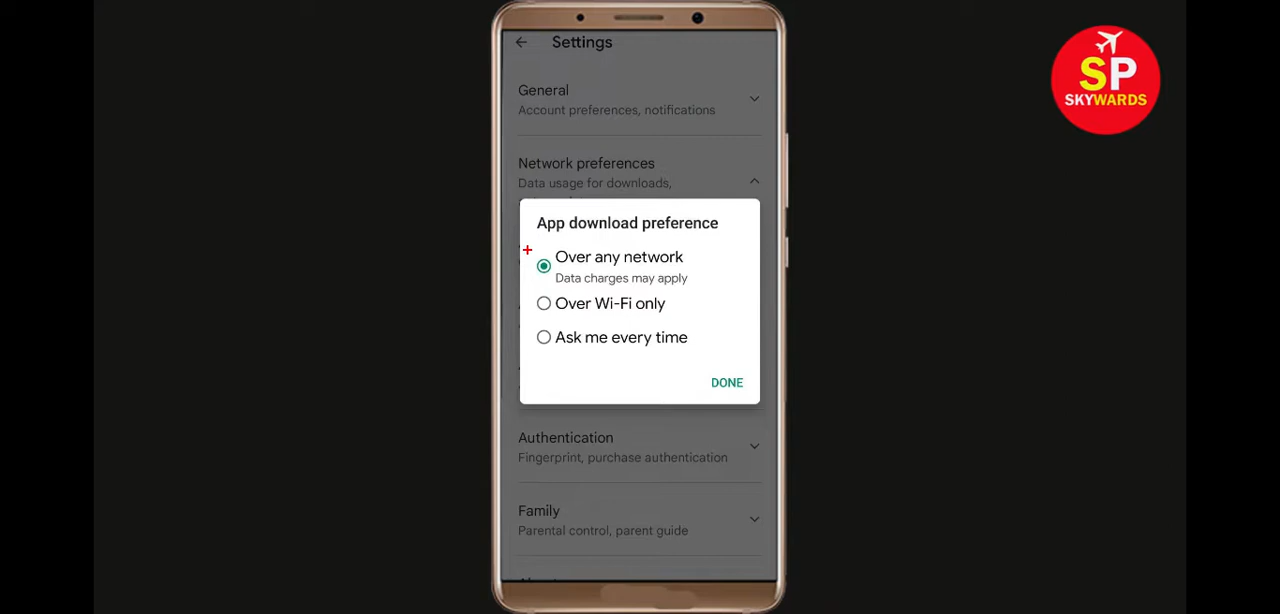 Settings
General
Account preferences, notifications
Network preferences
Data usage for downloads,
App download preference
Over any network
Data charges may apply
Over Wi-Fi only
Ask me every time
DONE
Authentication
Fingerprint, purchase authentication
Family
Parental control, parent guide
SP
SKYWARDS